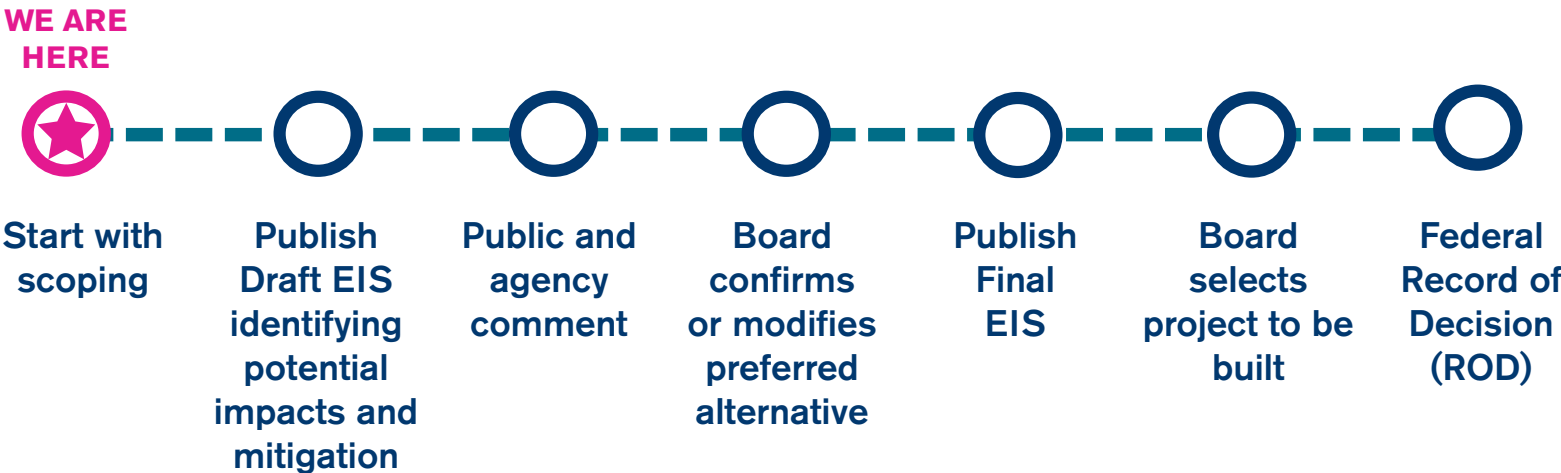 WE ARE
HERE
Start with
scoping
Publish
Draft EIS
identifying
potential
impacts and
mitigation
Public and
agency
comment
Board
confirms
or modifies
preferred
alternative
Publish
Final
EIS
Board
selects
project to be
built
Federal
Record of
Decision
(ROD)